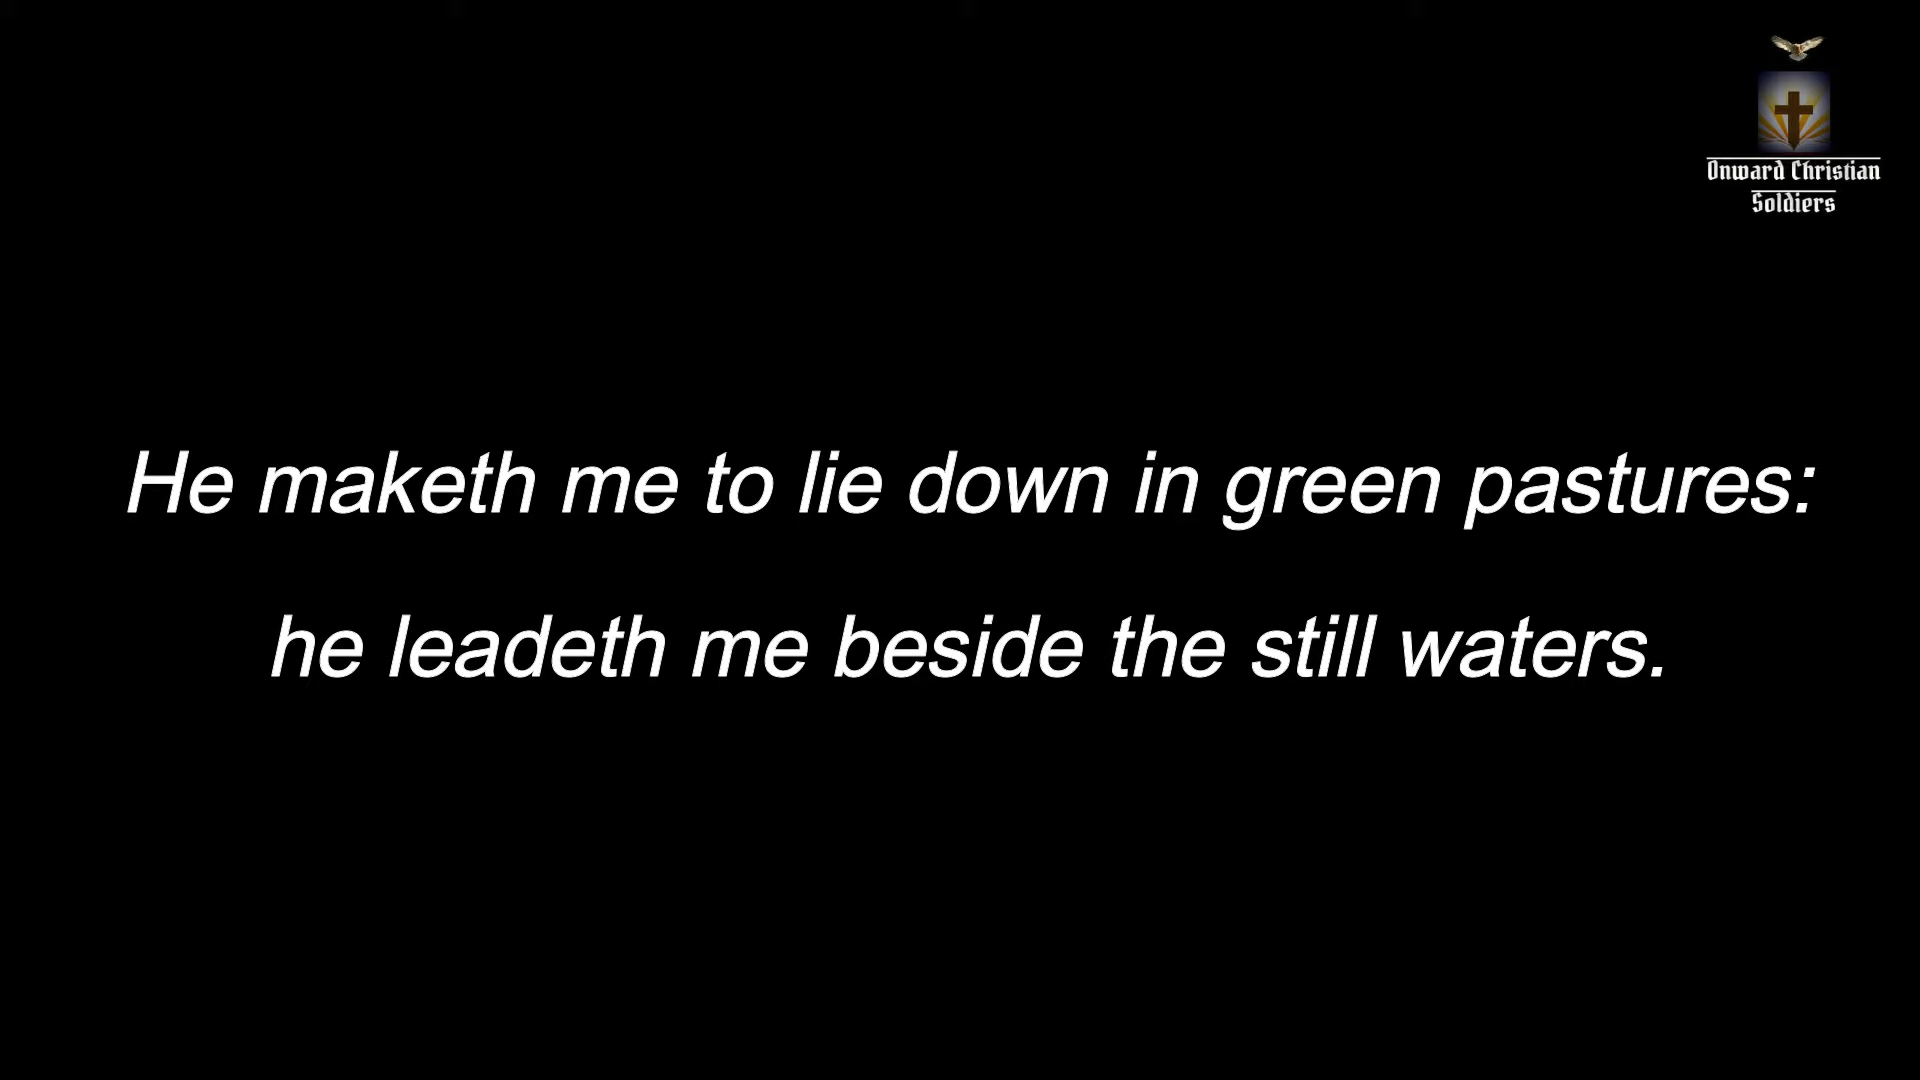 Onward Christian
Soldiers
He maketh me to lie down in green pastures:
he leadeth me beside the still waters.